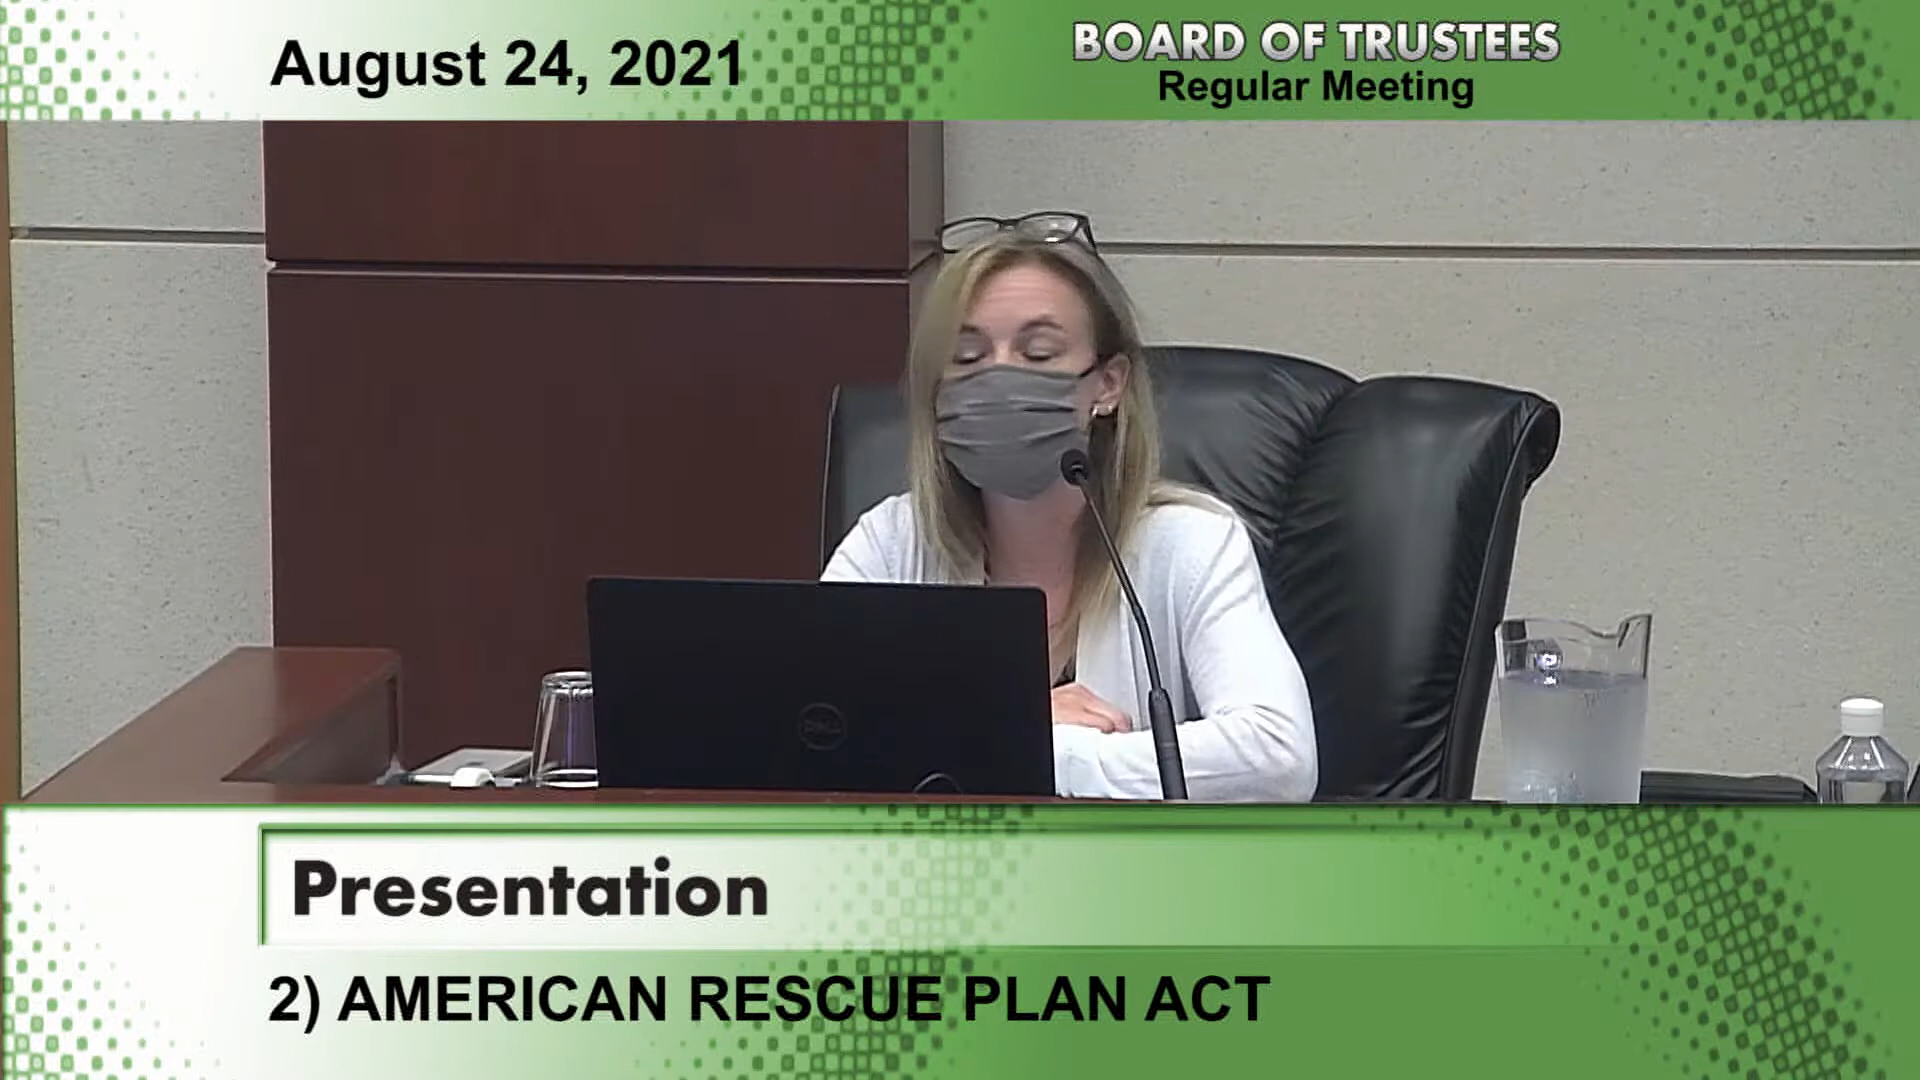 August 24, 2021
BOARD OF TRUSTEES
Regular Meeting
DELL
Presentation
2) AMERICAN RESCUE PLAN ACT